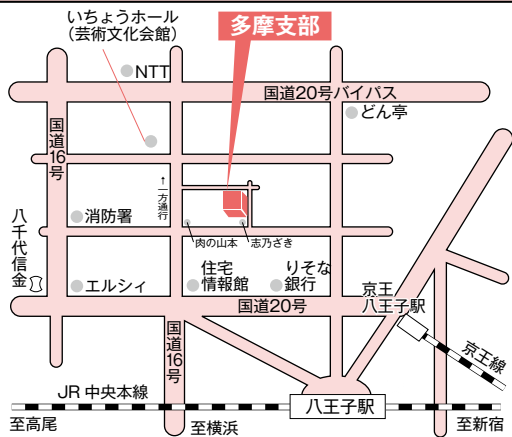 いちょうホール
(芸術文化会館)
多摩支部
NTT
国道20号バイパス
どん亭
国道16号
↑一方通行
八千代信金
消防署
肉の山本
志乃ざき
エルシィ
住宅
情報館
りそな
銀行
京王
八王子駅
国道20号
国道16号
京王線
JR 中央本線
八王子駅
至高尾
至横浜
至新宿